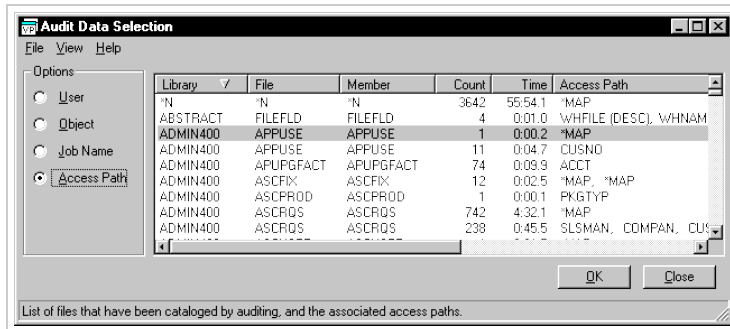 Audit Data Selection
File View Help
Options
User
Object
Job Name
Access Path
Library File Member Count Time Access Path
*N *N *N 3642 55:54.1 *MAP
ABSTRACT FILEFLD FILEFLD 4 0:01.0 WHFILE (DESC), WHNAM
ADMIN400 APPUSE APPUSE 1 0:00.2 *MAP
ADMIN400 APPUSE APPUSE 11 0:04.7 CUSNO
ADMIN400 APUPGFACT APUPGFACT 74 0:09.9 ACCT
ADMIN400 ASCFIX ASCFIX 12 0:02.5 *MAP, *MAP
ADMIN400 ASCPROD ASCPROD 1 0:00.1 PKGTYP
ADMIN400 ASCRQS ASCRQS 742 4:32.1 *MAP
ADMIN400 ASCRQS ASCRQS 238 0:45.5 SLSMAN, COMPAN, CUS
OK Close
List of files that have been cataloged by auditing, and the associated access paths.